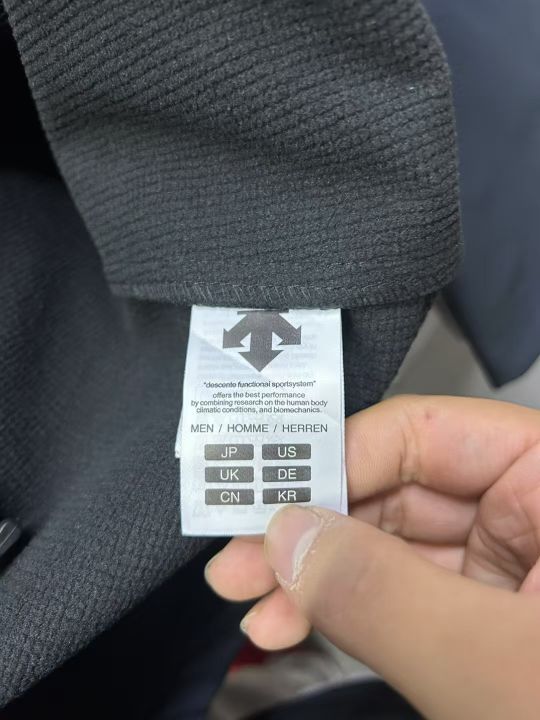 "descente functional sportsystem"
offers the best performance
by combining research on the human body
climatic conditions, and biomechanics.
MEN / HOMME / HERREN
JP US
UK DE
CN KR